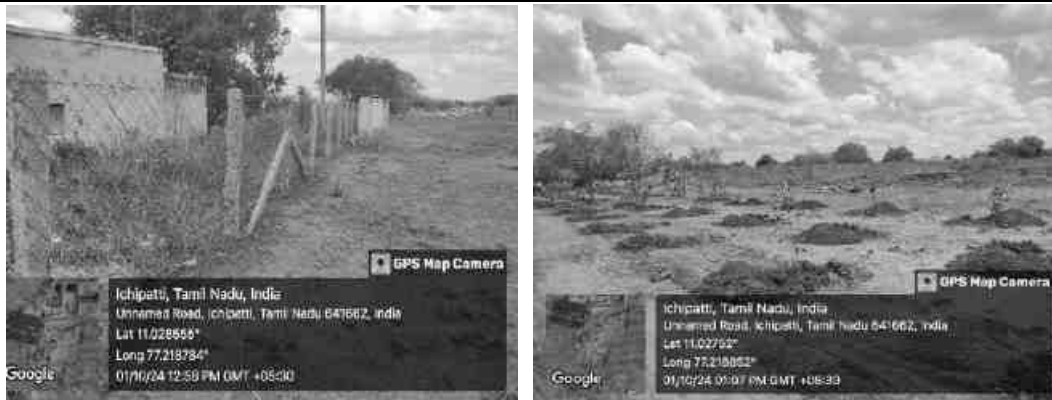 GPS Map Camera
Ichipatti, Tamil Nadu, India
Unnamed Road, Ichipatti, Tamil Nadu 641662, India
Lat 11.028555°
Long 77.218784°
01/10/24 12:58 PM GMT +05:30
Google
GPS Map Camera
Ichipatti, Tamil Nadu, India
Unnamed Road, Ichipatti, Tamil Nadu 641662, India
Lat 11.02752°
Long 77.218852°
01/10/24 01:07 PM GMT +05:30
Google